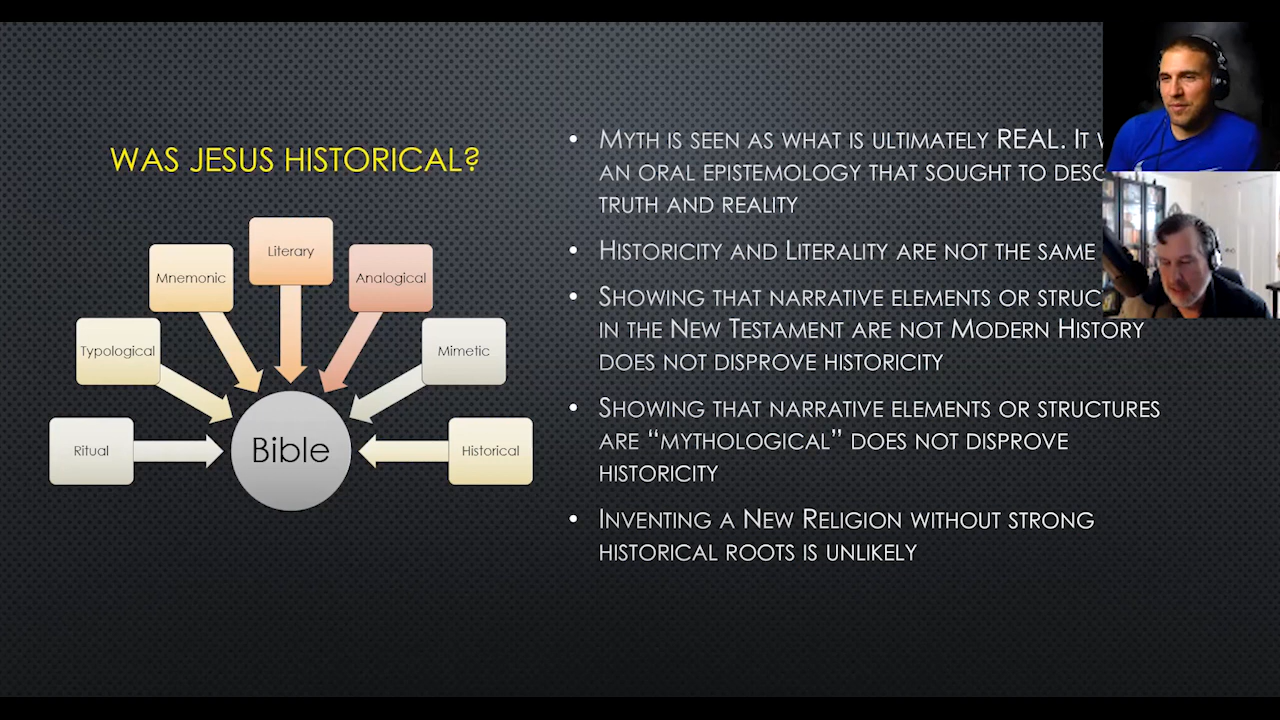 WAS JESUS HISTORICAL?
Literary
Mnemonic
Analogical
Typological
Mimetic
Ritual
Bible
Historical
• MYTH IS SEEN AS WHAT IS ULTIMATELY REAL. IT
AN ORAL EPISTEMOLOGY THAT SOUGHT TO
TRUTH AND REALITY
• HISTORICITY AND LITERALITY ARE NOT THE SAME
• SHOWING THAT NARRATIVE ELEMENTS OR
IN THE NEW TESTAMENT ARE NOT MODERN HISTORY
DOES NOT DISPROVE HISTORICITY
• SHOWING THAT NARRATIVE ELEMENTS OR STRUCTURES
ARE “MYTHOLOGICAL” DOES NOT DISPROVE
HISTORICITY
• INVENTING A NEW RELIGION WITHOUT STRONG
HISTORICAL ROOTS IS UNLIKELY